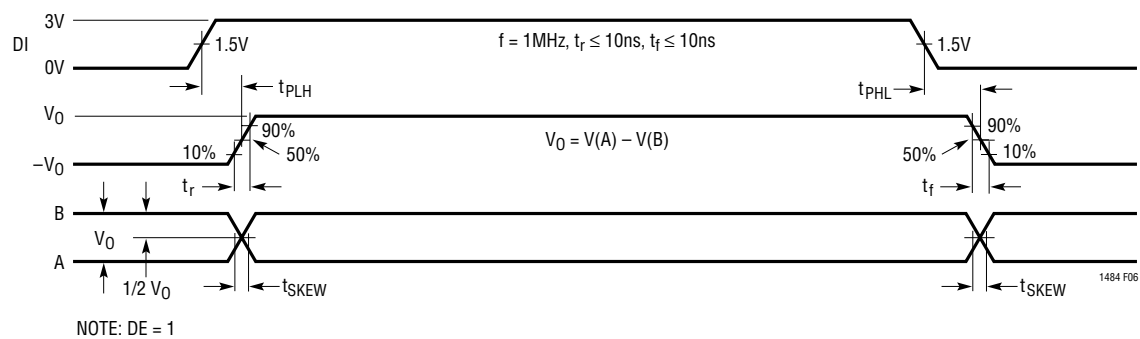 3V
DI
1.5V
f = 1MHz, tr ≤ 10ns, tf ≤ 10ns
1.5V
0V
tPLH
tPHL
VO
90%
VO = V(A) – V(B)
90%
10%
50%
50%
10%
–VO
tr
tf
B
VO
A
1/2 VO
tSKEW
tSKEW
1484 F06
NOTE: DE = 1